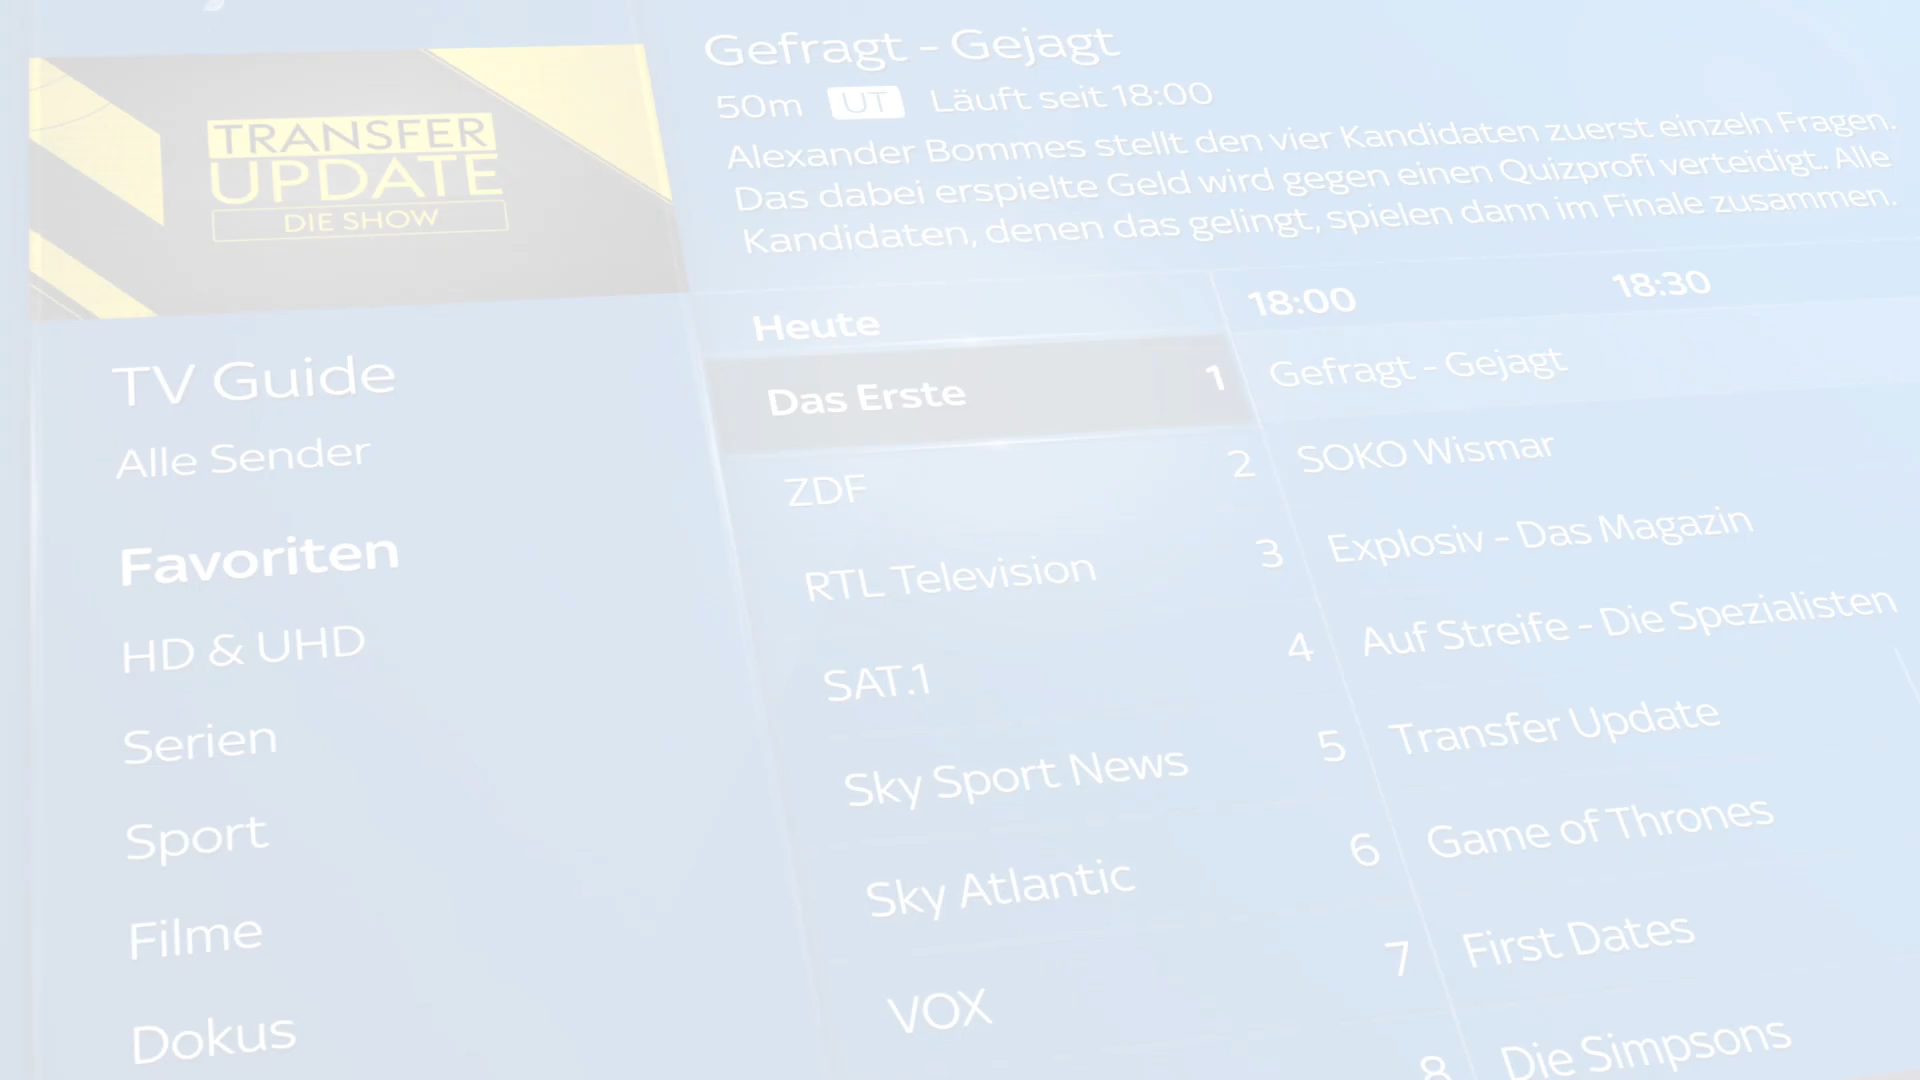 TRANSFER
UPDATE
DIE SHOW
TV Guide
Alle Sender
Favoriten
HD & UHD
Serien
Sport
Filme
Dokus
Gefragt - Gejagt
50m UT Läuft seit 18:00
Alexander Bommes stellt den vier Kandidaten zuerst einzeln Fragen.
Das dabei erspielte Geld wird gegen einen Quizprofi verteidigt. Alle
Kandidaten, denen das gelingt, spielen dann im Finale zusammen.
Heute 18:00 18:30
Das Erste 1 Gefragt - Gejagt
ZDF 2 SOKO Wismar
RTL Television 3 Explosiv - Das Magazin
SAT.1 4 Auf Streife - Die Spezialisten
Sky Sport News 5 Transfer Update
Sky Atlantic 6 Game of Thrones
VOX 7 First Dates
8 Die Simpsons